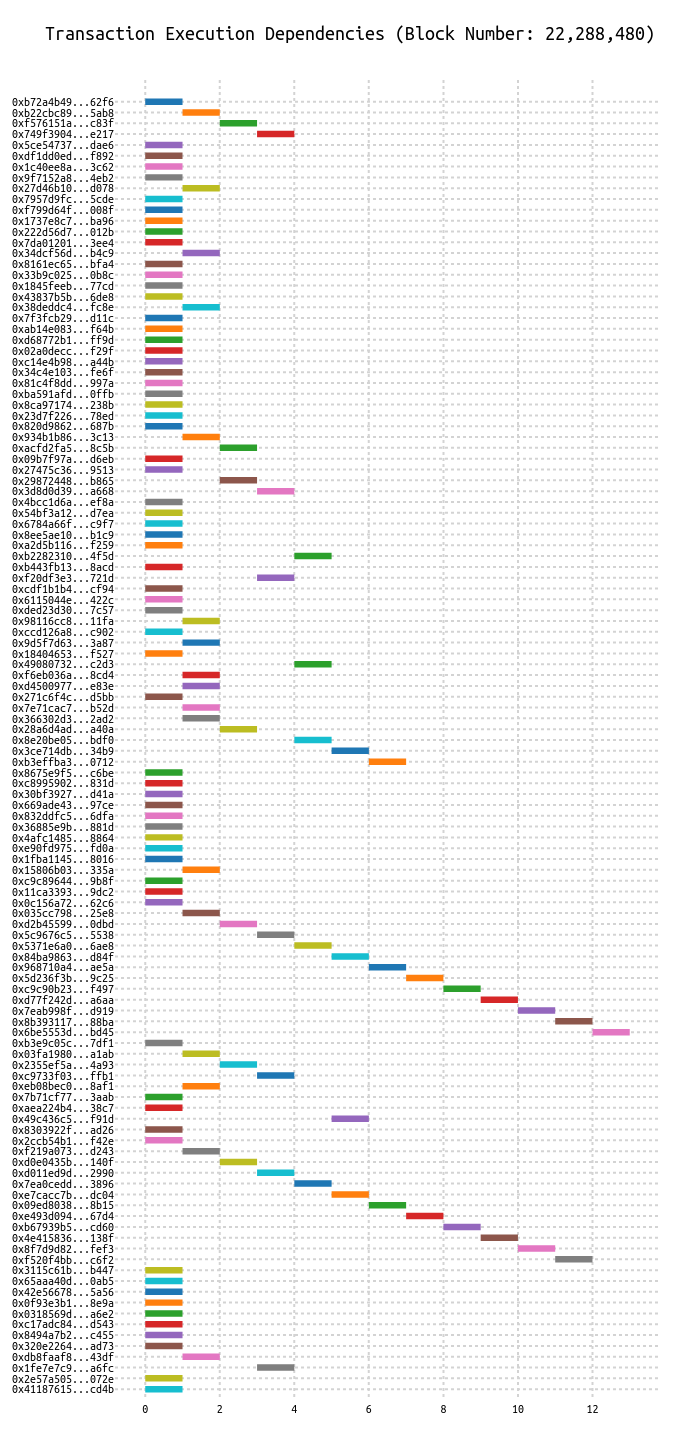 Transaction Execution Dependencies (Block Number: 22,288,480)
0xb72a4b49...62f6
0xb22cbc89...5ab8
0xf576151a...c83f
0x749f3904...e217
0x5ce54737...dae6
0xdf1dd0ed...f892
0x1c40ee8a...3c62
0x9f7152a8...4eb2
0x27d46b10...d078
0x7957d9fc...5cde
0xf799d64f...008f
0x1737e8c7...ba96
0x222d56d7...012b
0x7da01201...3ee4
0x34dcf56d...b4c9
0x8161ec65...bfa4
0x33b9c025...0b8c
0x1845feeb...77cd
0x43837b5b...6de8
0x38deddc4...fc8e
0x7f3fcb29...d11c
0xab14e083...f64b
0xd68772b1...ff9d
0x02a0decc...f29f
0xc14e4b98...a44b
0x34c4e103...fe6f
0x81c4f8dd...997a
0xba591afd...0ffb
0x8ca97174...238b
0x23d7f226...78ed
0x820d9862...687b
0x934b1b86...3c13
0xacfd2fa5...8c5b
0x09b7f97a...d6eb
0x27475c36...9513
0x29872448...b865
0x3d8d0d39...a668
0x4bcc1d6a...ef8a
0x54bf3a12...d7ea
0x6784a66f...c9f7
0x8ee5ae10...b1c9
0xa2d5b116...f259
0xb2282310...4f5d
0xb443fb13...8acd
0xf20df3e3...721d
0xcdf1b1b4...cf94
0x6115044e...422c
0xded23d30...7c57
0x98116cc8...11fa
0xccd126a8...c902
0x9d5f7d63...3a87
0x18404653...f527
0x49080732...c2d3
0xf6eb036a...8cd4
0xd4500977...e83e
0x271c6f4c...d5bb
0x7e71cac7...b52d
0x366302d3...2ad2
0x28a6d4ad...a40a
0x8e20be05...bdf0
0x3ce714db...34b9
0xb3effba3...0712
0x8675e9f5...c6be
0xc8995902...831d
0x30bf3927...d41a
0x669ade43...97ce
0x832ddfc5...6dfa
0x36885e9b...881d
0x4afc1485...8864
0xe90fd975...fd0a
0x1fba1145...8016
0x15806b03...335a
0xc9c89644...9b8f
0x11ca3393...9dc2
0x0c156a72...62c6
0x035cc798...25e8
0xd2b45599...0dbd
0x5c9676c5...5538
0x5371e6a0...6ae8
0x84ba9863...d84f
0x968710a4...ae5a
0x5d236f3b...9c25
0xc9c90b23...f497
0xd77f242d...a6aa
0x7eab998f...d919
0x8b393117...88ba
0x6be5553d...bd45
0xb3e9c05c...7df1
0x03fa1980...a1ab
0x2355ef5a...4a93
0xc9733f03...ffb1
0xeb08bec0...8af1
0x7b71cf77...3aab
0xaea224b4...38c7
0x49c436c5...f91d
0x8303922f...ad26
0x2ccb54b1...f42e
0xf219a073...d243
0xd0e0435b...140f
0xd011ed9d...2990
0x7ea0cedd...3896
0xe7cacc7b...dc04
0x09ed8038...8b15
0xe493d094...67d4
0xb67939b5...cd60
0x4e415836...138f
0x8f7d9d82...fef3
0xf520f4bb...c6f2
0x3115c61b...b447
0x65aaa40d...0ab5
0x42e56678...5a56
0x0f93e3b1...8e9a
0x0318569d...a6e2
0xc17adc84...d543
0x8494a7b2...c455
0x320e2264...ad73
0xdb8faaf8...43df
0x1fe7e7c9...a6fc
0x2e57a505...072e
0x41187615...cd4b
0 2 4 6 8 10 12